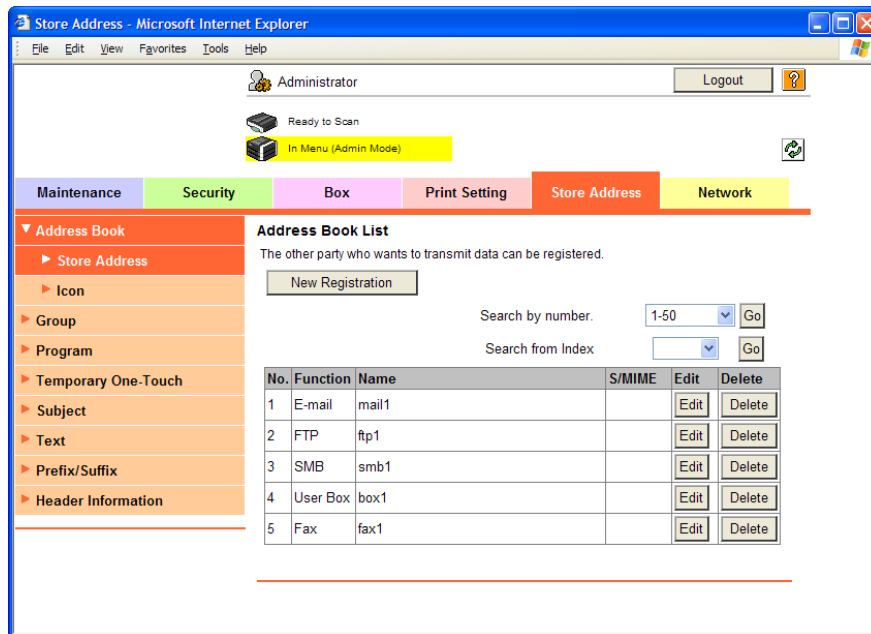 Store Address - Microsoft Internet Explorer
File Edit View Favorites Tools Help
Administrator Logout ?
Ready to Scan
In Menu (Admin Mode)
Maintenance Security Box Print Setting Store Address Network
Address Book
Store Address
Icon
Group
Program
Temporary One-Touch
Subject
Text
Prefix/Suffix
Header Information
Address Book List
The other party who wants to transmit data can be registered.
New Registration
Search by number. 1-50 Go
Search from Index Go
No. Function Name S/MIME Edit Delete
1 E-mail mail1 Edit Delete
2 FTP ftp1 Edit Delete
3 SMB smb1 Edit Delete
4 User Box box1 Edit Delete
5 Fax fax1 Edit Delete